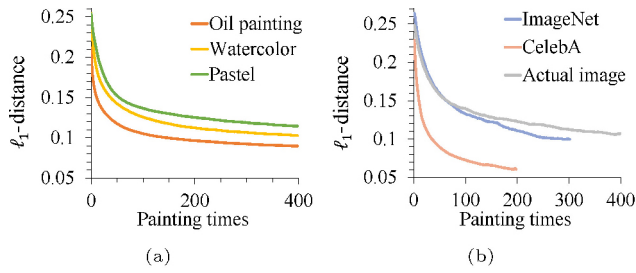 0.25
0.2
0.15
0.1
0.05
ℓ₁-distance
Oil painting
Watercolor
Pastel
0
200
400
Painting times
(a)
0.25
0.2
0.15
0.1
0.05
ℓ₁-distance
ImageNet
CelebA
Actual image
0
100
200
300
400
Painting times
(b)